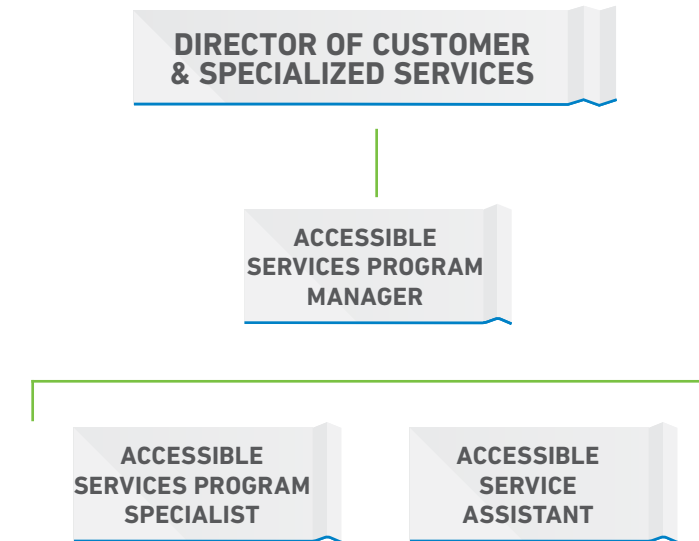 DIRECTOR OF CUSTOMER
& SPECIALIZED SERVICES
ACCESSIBLE
SERVICES PROGRAM
MANAGER
ACCESSIBLE
SERVICES PROGRAM
SPECIALIST
ACCESSIBLE
SERVICE
ASSISTANT